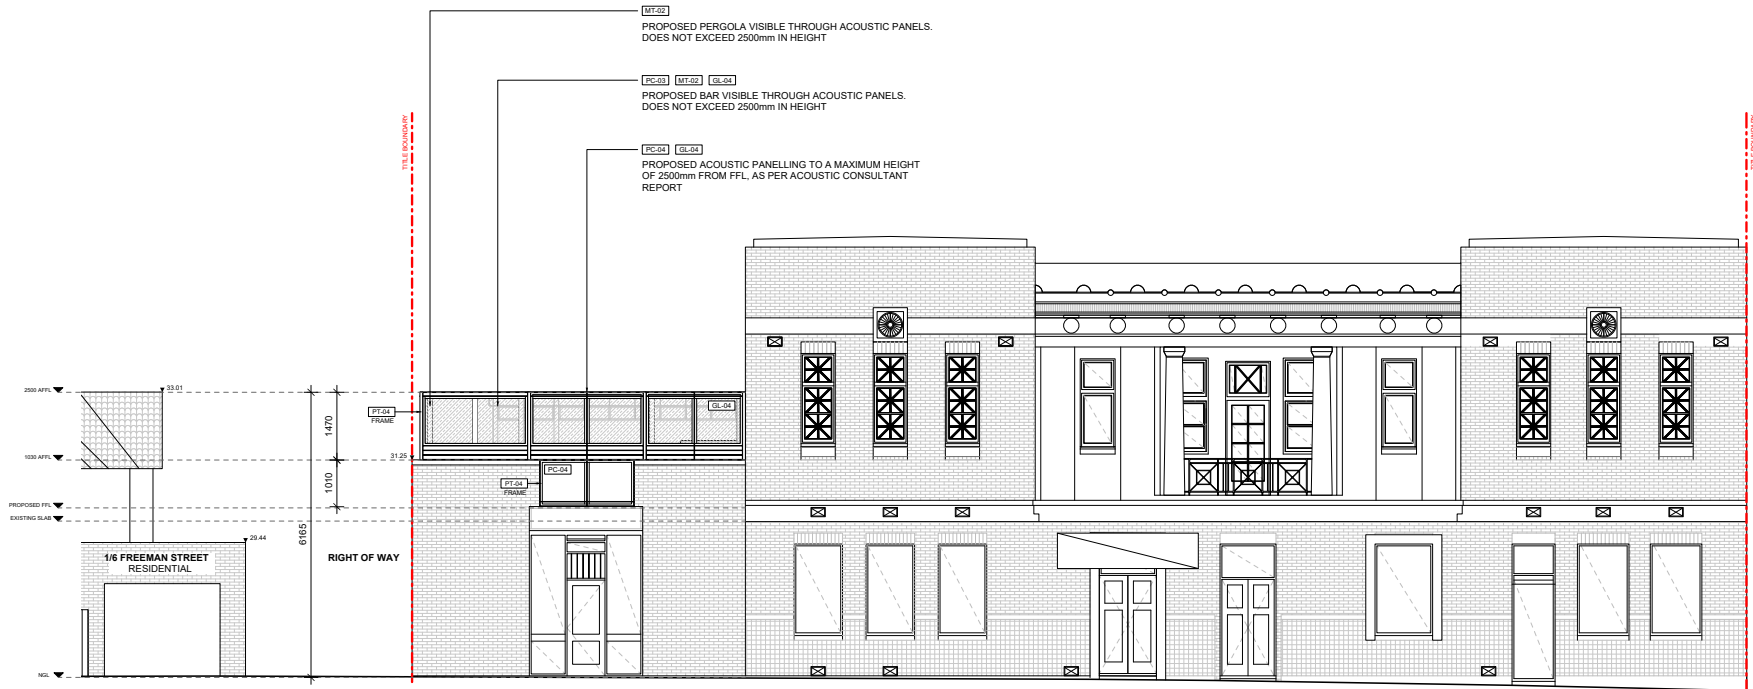 MT-02
PROPOSED PERGOLA VISIBLE THROUGH ACOUSTIC PANELS.
DOES NOT EXCEED 2500mm IN HEIGHT
PC-03 MT-02 GL-04
PROPOSED BAR VISIBLE THROUGH ACOUSTIC PANELS.
DOES NOT EXCEED 2500mm IN HEIGHT
PC-04 GL-04
PROPOSED ACOUSTIC PANELLING TO A MAXIMUM HEIGHT
OF 2500mm FROM FFL, AS PER ACOUSTIC CONSULTANT
REPORT
TITLE BOUNDARY
TITLE BOUNDARY
2500 AFFL
33.01
PT-04
FRAME
GL-04
1470
1030 AFFL
31.25
PC-04
PT-04
FRAME
1010
PROPOSED FFL
EXISTING SLAB
6165
29.44
1/6 FREEMAN STREET
RESIDENTIAL
RIGHT OF WAY
NGL